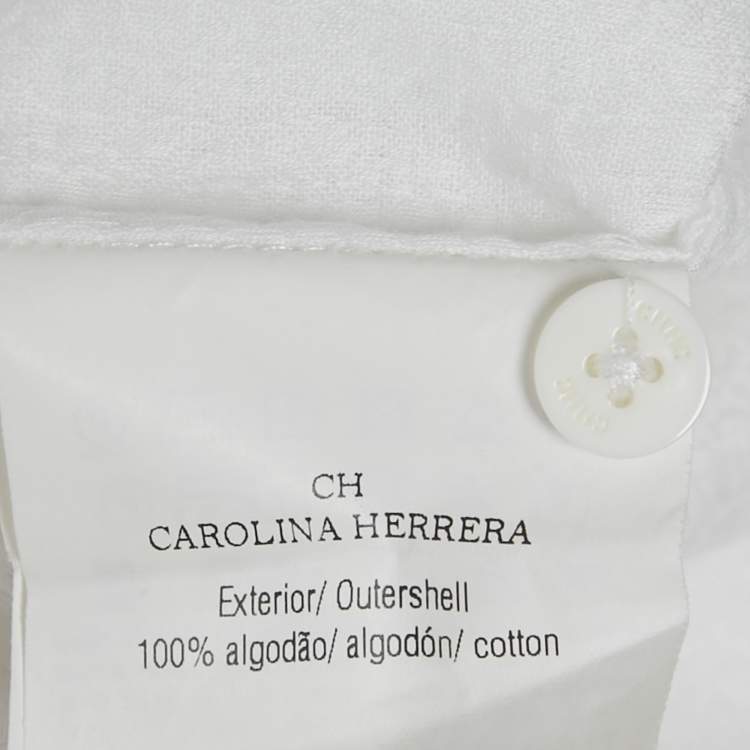 CH
CAROLINA HERRERA
Exterior/ Outershell
100% algodão/ algodón/ cotton